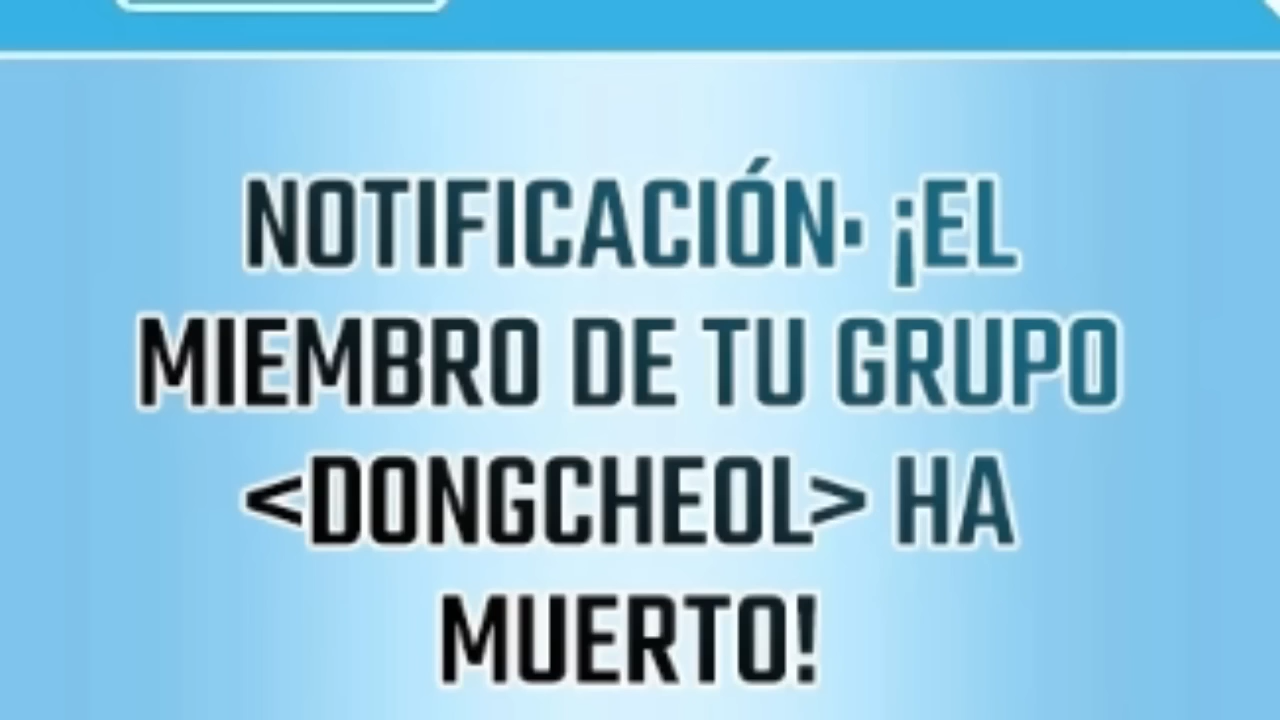 NOTIFICACIÓN· ¡EL
MIEMBRO DE TU GRUPO
<DONGCHEOL> HA
MUERTO!